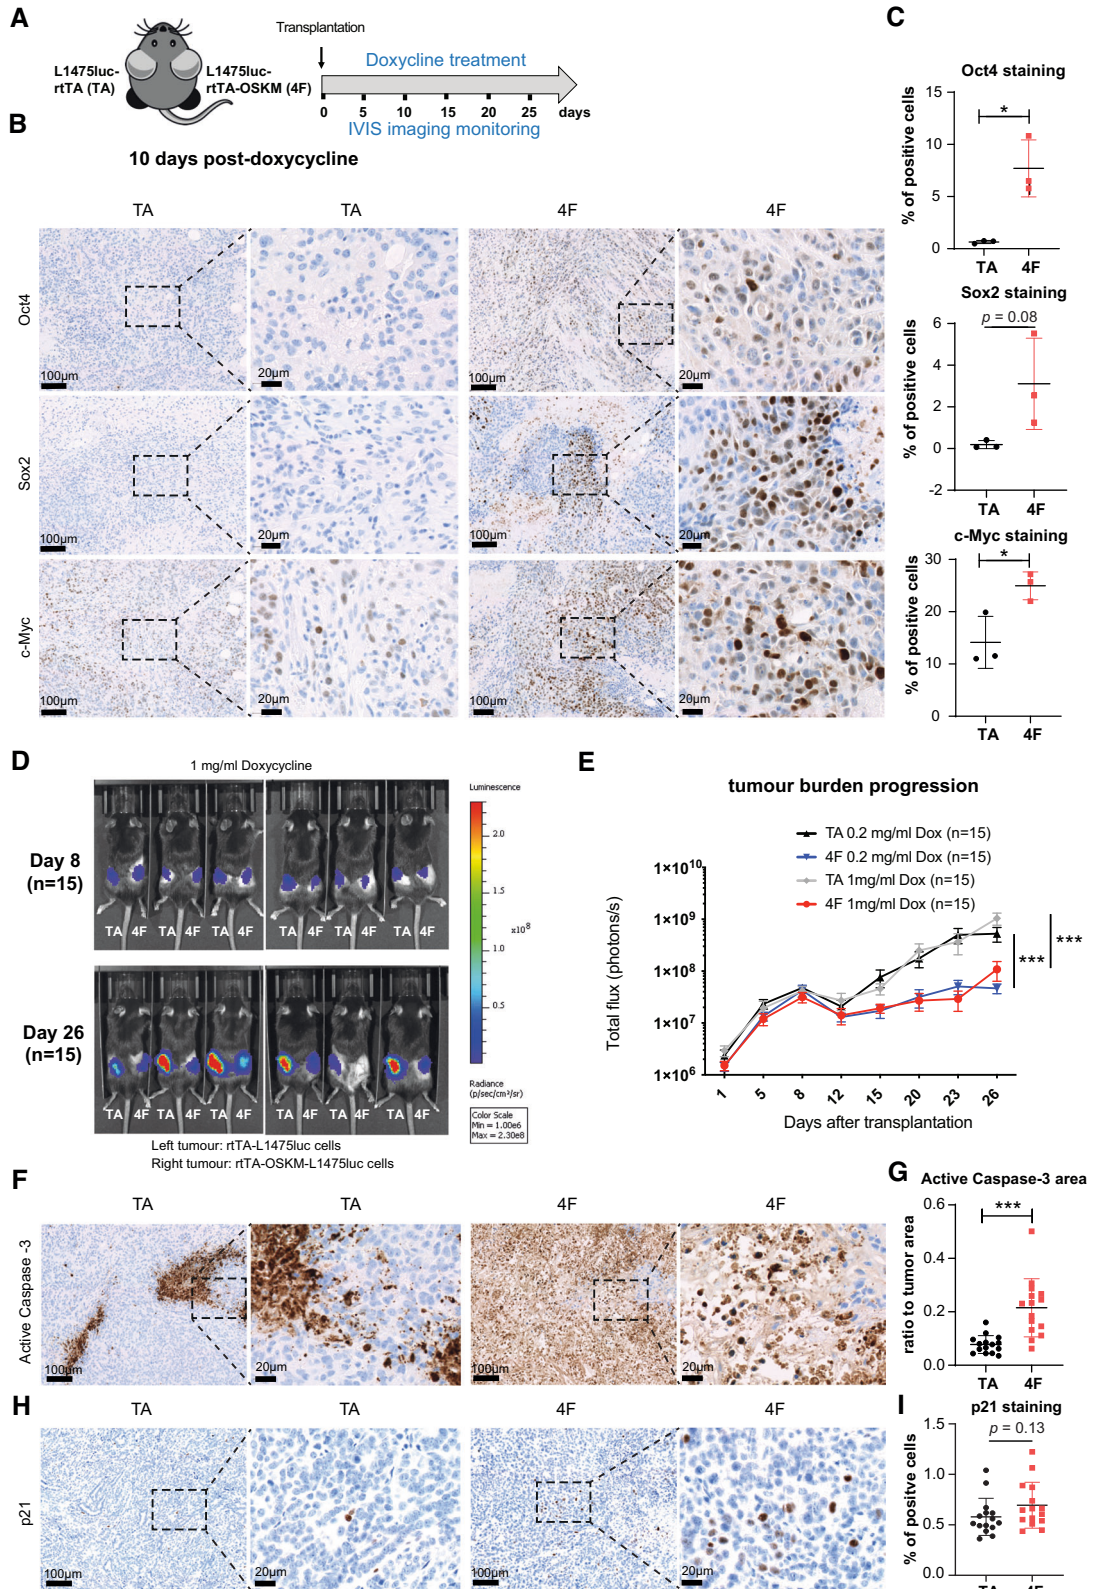 A
Transplantation
L1475luc-
rtTA (TA)
L1475luc-
rtTA-OSKM (4F)
Doxycline treatment
0 5 10 15 20 25 days
IVIS imaging monitoring
B
10 days post-doxycycline
TA TA 4F 4F
Oct4
100µm 20µm 100µm 20µm
Sox2
100µm 20µm 100µm 20µm
c-Myc
100µm 20µm 100µm 20µm
C
Oct4 staining
% of positive cells
15
*
10
5
0
TA 4F
Sox2 staining
% of positive cells
p = 0.08
6
4
2
0
-2
TA 4F
c-Myc staining
% of positive cells
*
30
20
10
0
TA 4F
D
1 mg/ml Doxycycline
Day 8
(n=15)
TA 4F TA 4F TA 4F TA 4F TA 4F TA 4F
Day 26
(n=15)
TA 4F TA 4F TA 4F TA 4F TA 4F TA 4F
Left tumour: rtTA-L1475luc cells
Right tumour: rtTA-OSKM-L1475luc cells
Luminescence
2.0
1.5
x10⁸
1.0
0.5
Radiance
(p/sec/cm²/sr)
Color Scale
Min = 1.00e6
Max = 2.30e8
E
tumour burden progression
TA 0.2 mg/ml Dox (n=15)
4F 0.2 mg/ml Dox (n=15)
TA 1mg/ml Dox (n=15)
4F 1mg/ml Dox (n=15)
Total flux (photons/s)
1×10¹⁰
1×10⁹
1×10⁸
1×10⁷
1×10⁶
***
***
1 5 8 12 15 20 23 26
Days after transplantation
F
TA TA 4F 4F
Active Caspase -3
100µm 20µm 100µm 20µm
G
Active Caspase-3 area
ratio to tumor area
0.6
***
0.4
0.2
0.0
TA 4F
H
TA TA 4F 4F
p21
100µm 20µm 100µm 20µm
I
p21 staining
% of positve cells
1.5
p = 0.13
1.0
0.5
0.0